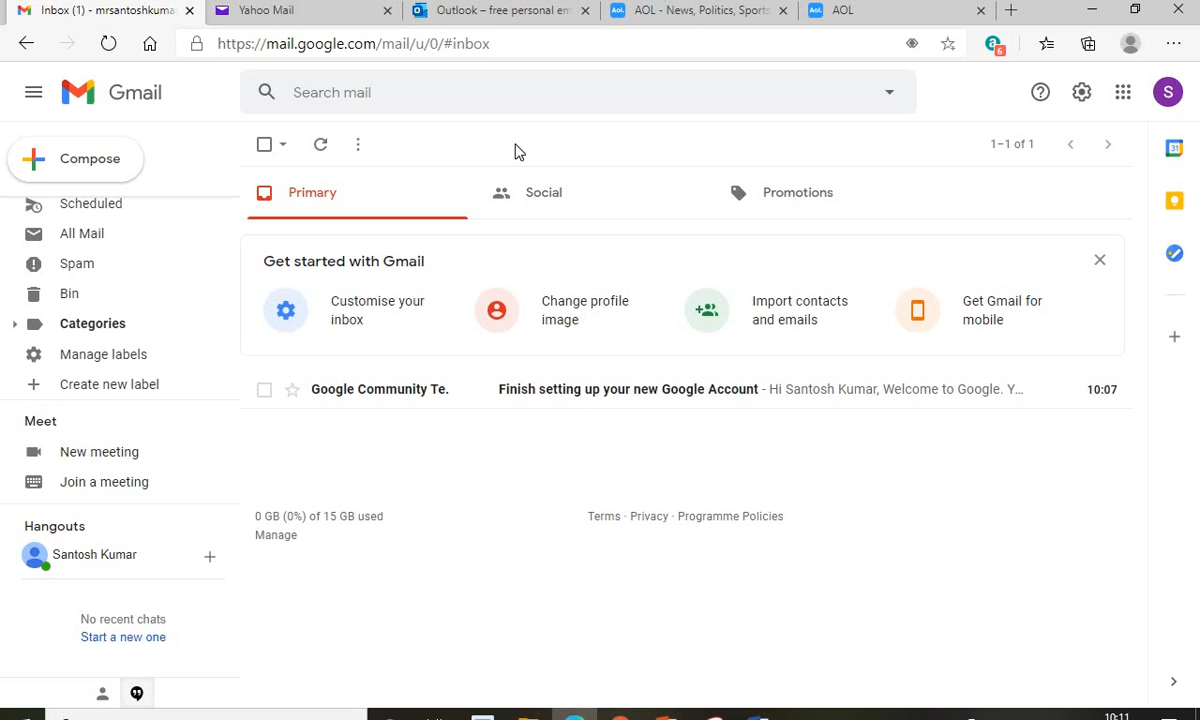 Inbox (1) - mrsantoshkuma
Yahoo Mail
Outlook – free personal em
Aol. AOL - News, Politics, Sports
Aol. AOL
https://mail.google.com/mail/u/0/#inbox
a 6
Gmail
Search mail
S
Compose
1–1 of 1
31
Primary
Social
Promotions
Scheduled
All Mail
Spam
Bin
Categories
Manage labels
Create new label
Get started with Gmail
Customise your
inbox
Change profile
image
Import contacts
and emails
Get Gmail for
mobile
Google Community Te.
Finish setting up your new Google Account - Hi Santosh Kumar, Welcome to Google. Y…
10:07
Meet
New meeting
Join a meeting
Hangouts
Santosh Kumar
No recent chats
Start a new one
0 GB (0%) of 15 GB used
Manage
Terms · Privacy · Programme Policies
10:11